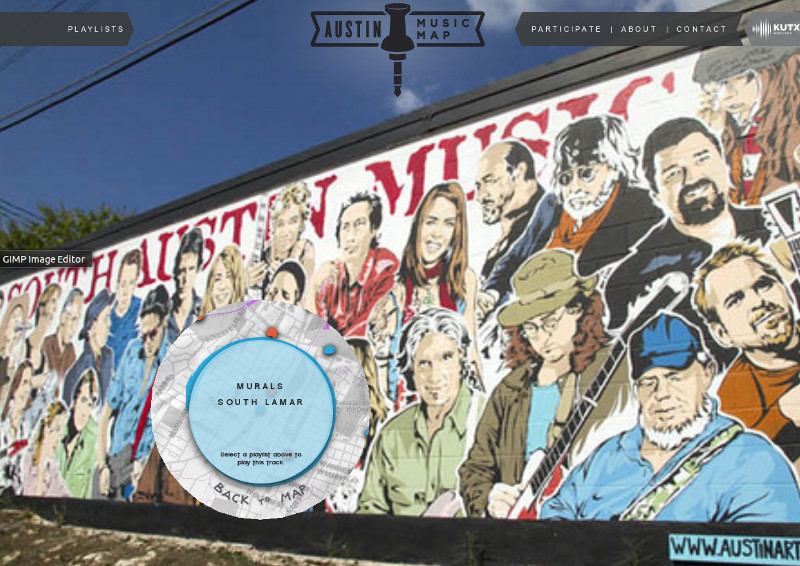 PLAYLISTS
AUSTIN MUSIC MAP
PARTICIPATE | ABOUT | CONTACT
KUTX
SOUTH AUSTIN MUSIC
GIMP Image Editor
MURALS
SOUTH LAMAR
Select a playlist above to
play this track.
BACK TO MAP
WWW.AUSTINART